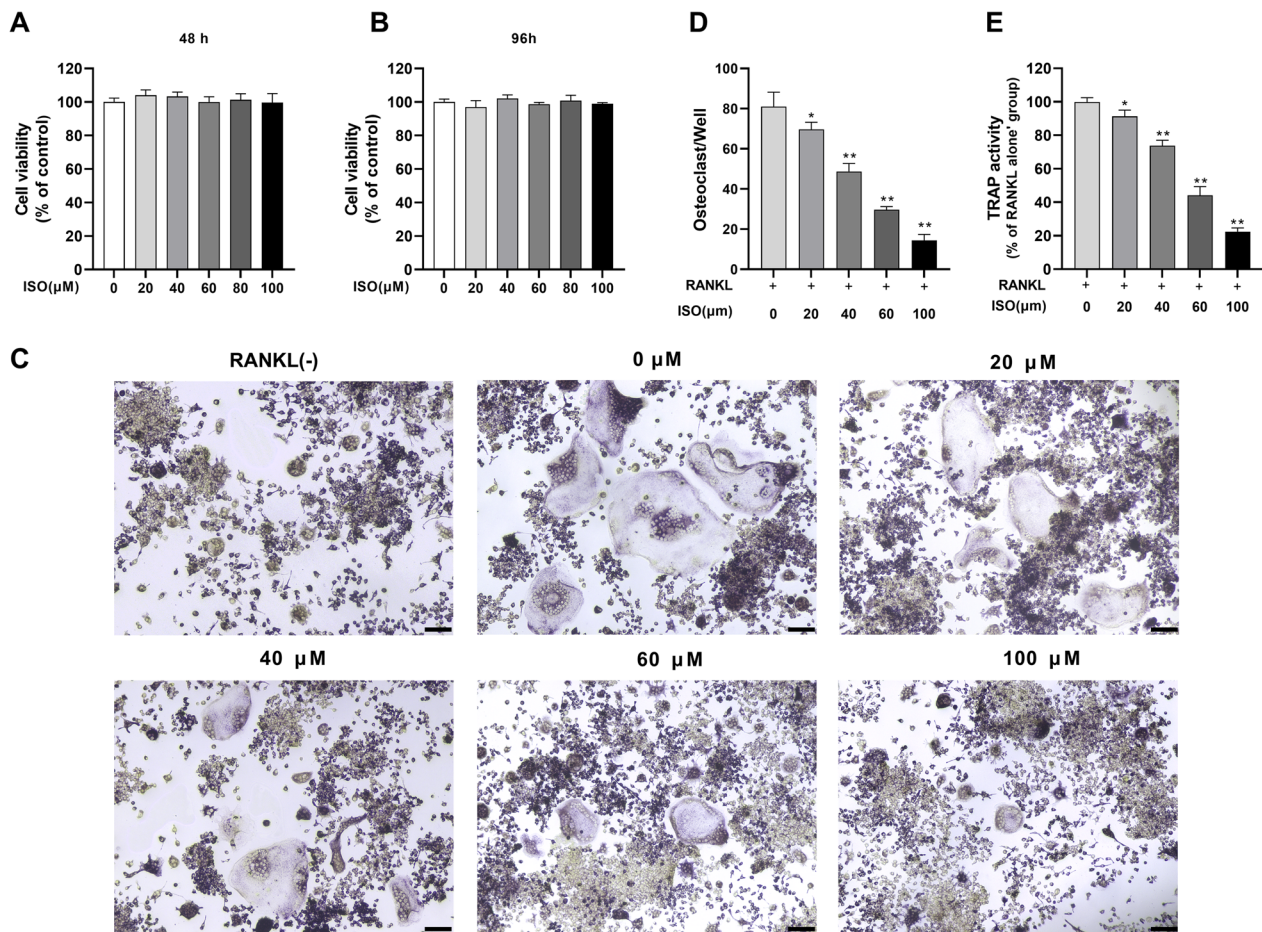 A
48 h
Cell viability
(% of control)
120
100
80
60
40
20
0
ISO(µM) 0 20 40 60 80 100
B
96h
Cell viability
(% of control)
120
100
80
60
40
20
0
ISO(µM) 0 20 40 60 80 100
D
Osteoclast/Well
100
80
60
40
20
0
*
**
**
**
RANKL + + + + +
ISO(µm) 0 20 40 60 100
E
TRAP activity
(% of RANKL alone' group)
120
100
80
60
40
20
0
*
**
**
**
RANKL + + + + +
ISO(µm) 0 20 40 60 100
C
RANKL(-) 0 µM 20 µM
40 µM 60 µM 100 µM